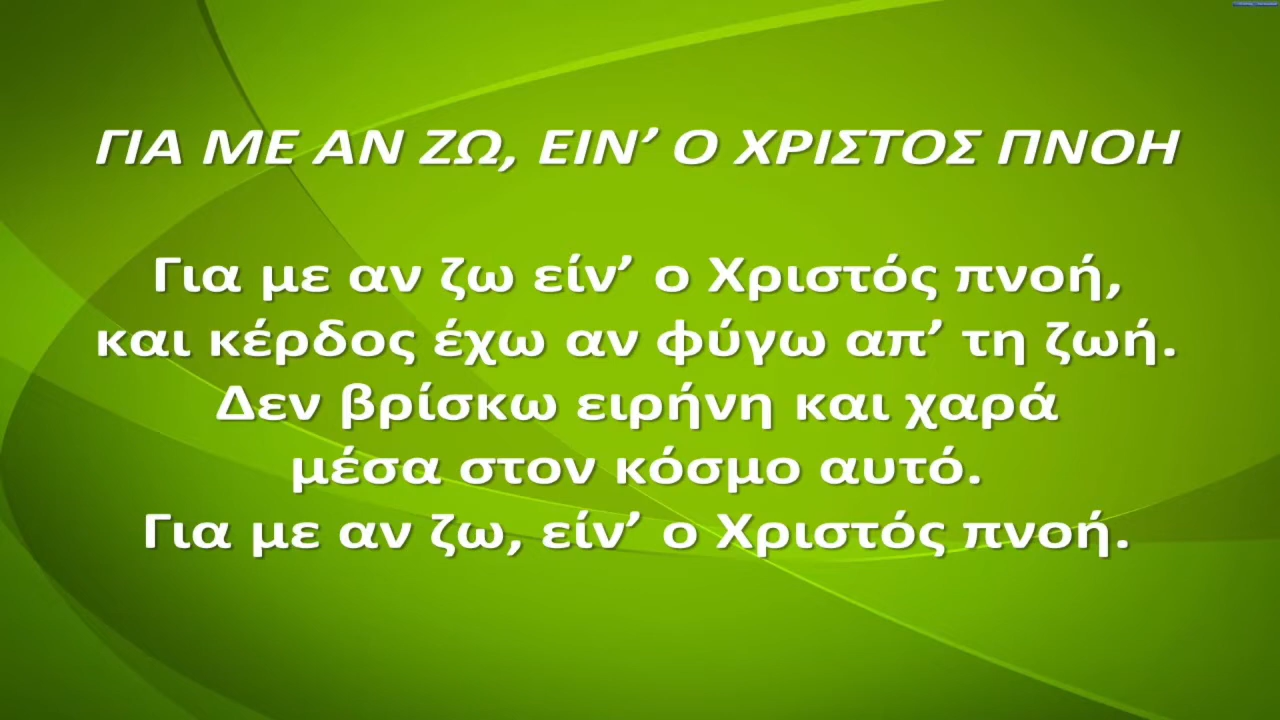 ΓΙΑ ΜΕ ΑΝ ΖΩ, ΕΙΝ’ Ο ΧΡΙΣΤΟΣ ΠΝΟΗ
Για με αν ζω είν’ ο Χριστός πνοή,
και κέρδος έχω αν φύγω απ’ τη ζωή.
Δεν βρίσκω ειρήνη και χαρά
μέσα στον κόσμο αυτό.
Για με αν ζω, είν’ ο Χριστός πνοή.